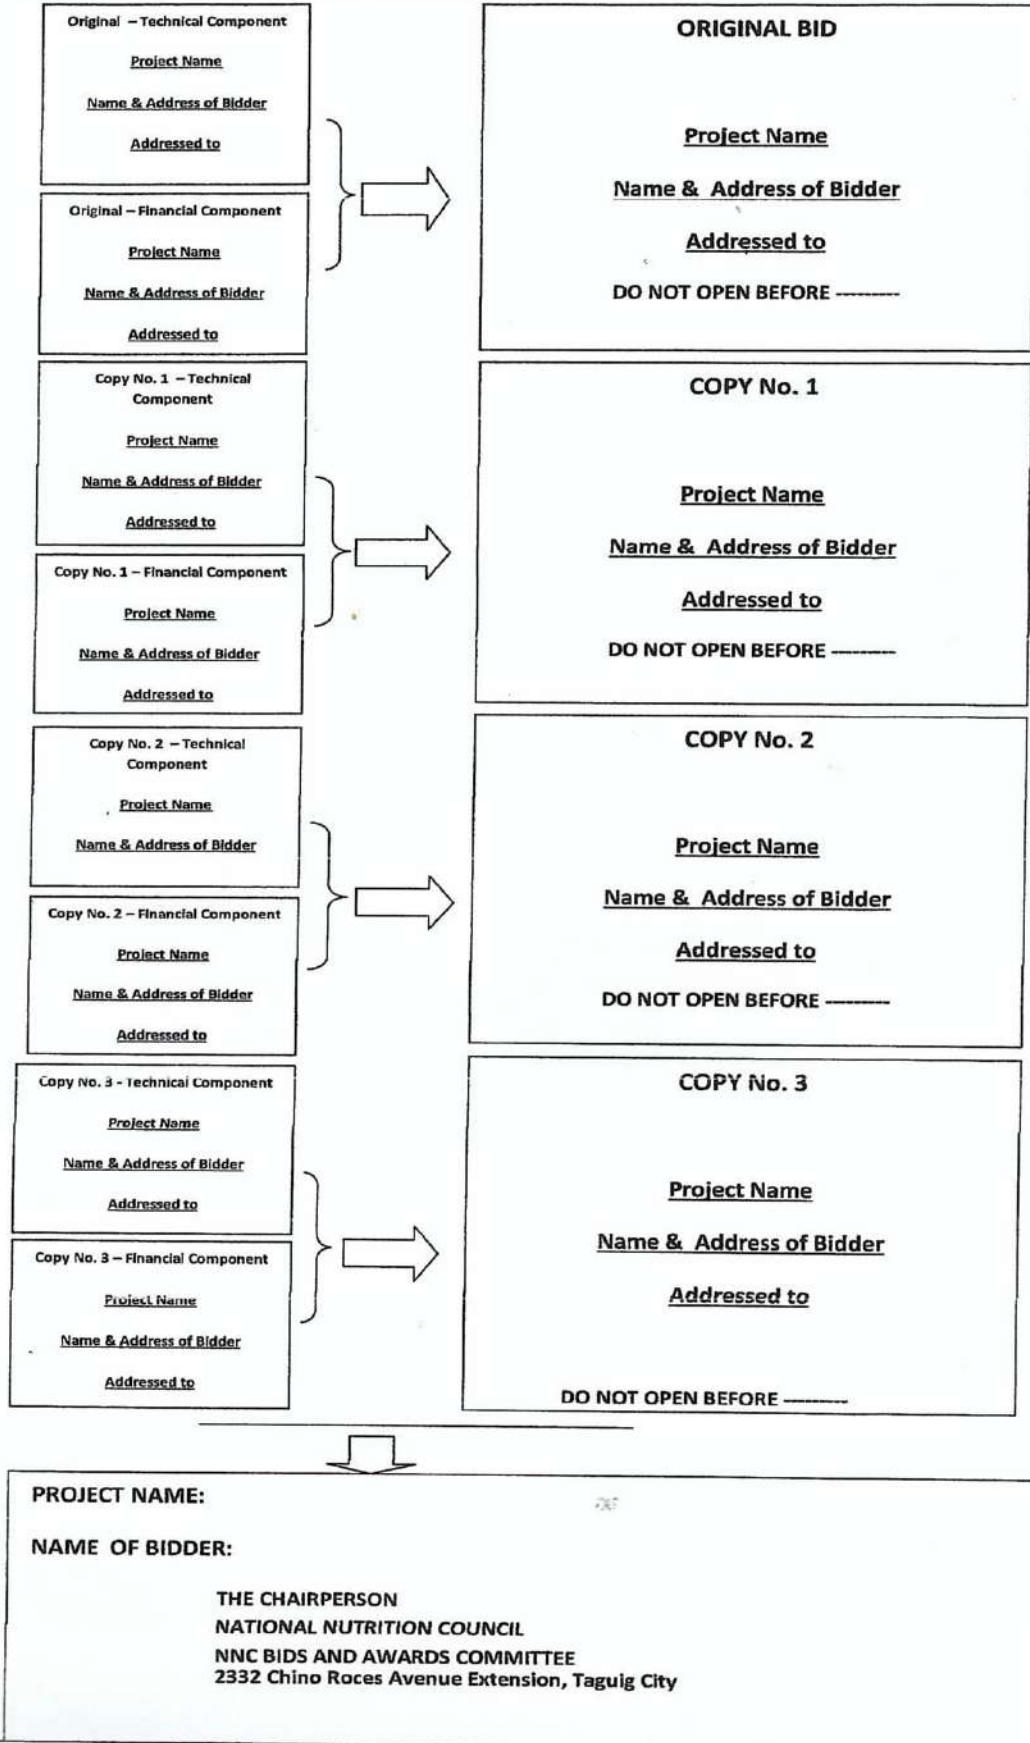 Original – Technical Component
Project Name
Name & Address of Bidder
Addressed to
Original – Financial Component
Project Name
Name & Address of Bidder
Addressed to
ORIGINAL BID
Project Name
Name & Address of Bidder
Addressed to
DO NOT OPEN BEFORE ---------
Copy No. 1 – Technical
Component
Project Name
Name & Address of Bidder
Addressed to
Copy No. 1 – Financial Component
Project Name
Name & Address of Bidder
Addressed to
COPY No. 1
Project Name
Name & Address of Bidder
Addressed to
DO NOT OPEN BEFORE ---------
Copy No. 2 – Technical
Component
Project Name
Name & Address of Bidder
Copy No. 2 – Financial Component
Project Name
Name & Address of Bidder
Addressed to
COPY No. 2
Project Name
Name & Address of Bidder
Addressed to
DO NOT OPEN BEFORE ---------
Copy No. 3 - Technical Component
Project Name
Name & Address of Bidder
Addressed to
Copy No. 3 – Financial Component
Project Name
Name & Address of Bidder
Addressed to
COPY No. 3
Project Name
Name & Address of Bidder
Addressed to
DO NOT OPEN BEFORE ---------
PROJECT NAME:
NAME OF BIDDER:
THE CHAIRPERSON
NATIONAL NUTRITION COUNCIL
NNC BIDS AND AWARDS COMMITTEE
2332 Chino Roces Avenue Extension, Taguig City